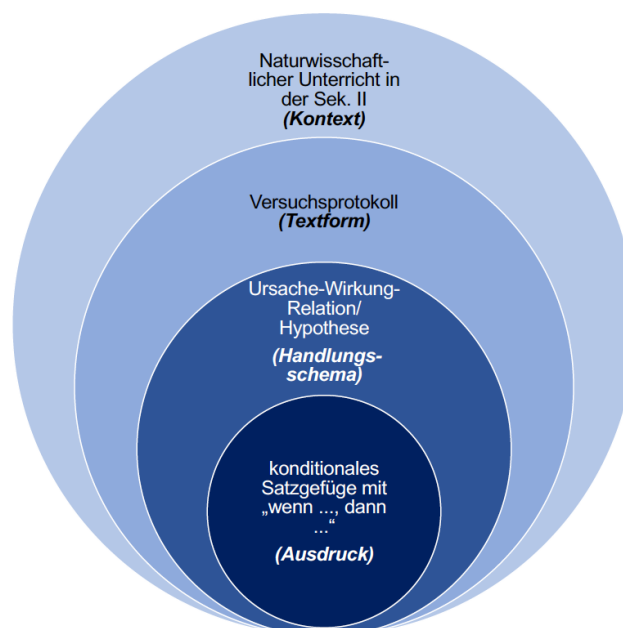 Naturwissenschaft-
licher Unterricht in
der Sek. II
(Kontext)
Versuchsprotokoll
(Textform)
Ursache-Wirkung-
Relation/
Hypothese
(Handlungs-
schema)
konditionales
Satzgefüge mit
„wenn ..., dann
...“
(Ausdruck)